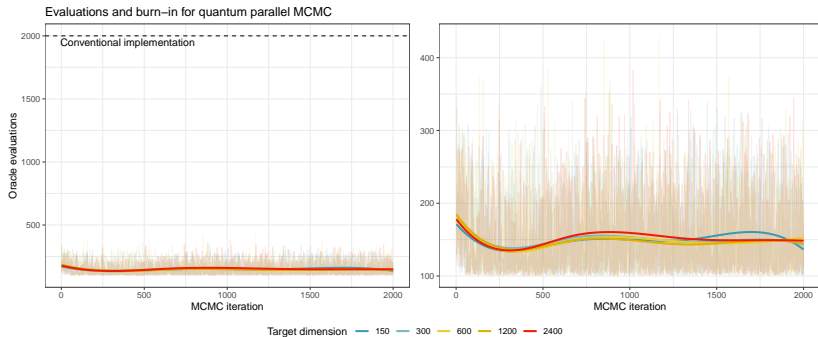 Evaluations and burn−in for quantum parallel MCMC
Oracle evaluations
2000
1500
1000
500
Conventional implementation
0 500 1000 1500 2000
MCMC iteration
400
300
200
100
0 500 1000 1500 2000
MCMC iteration
Target dimension 150 300 600 1200 2400